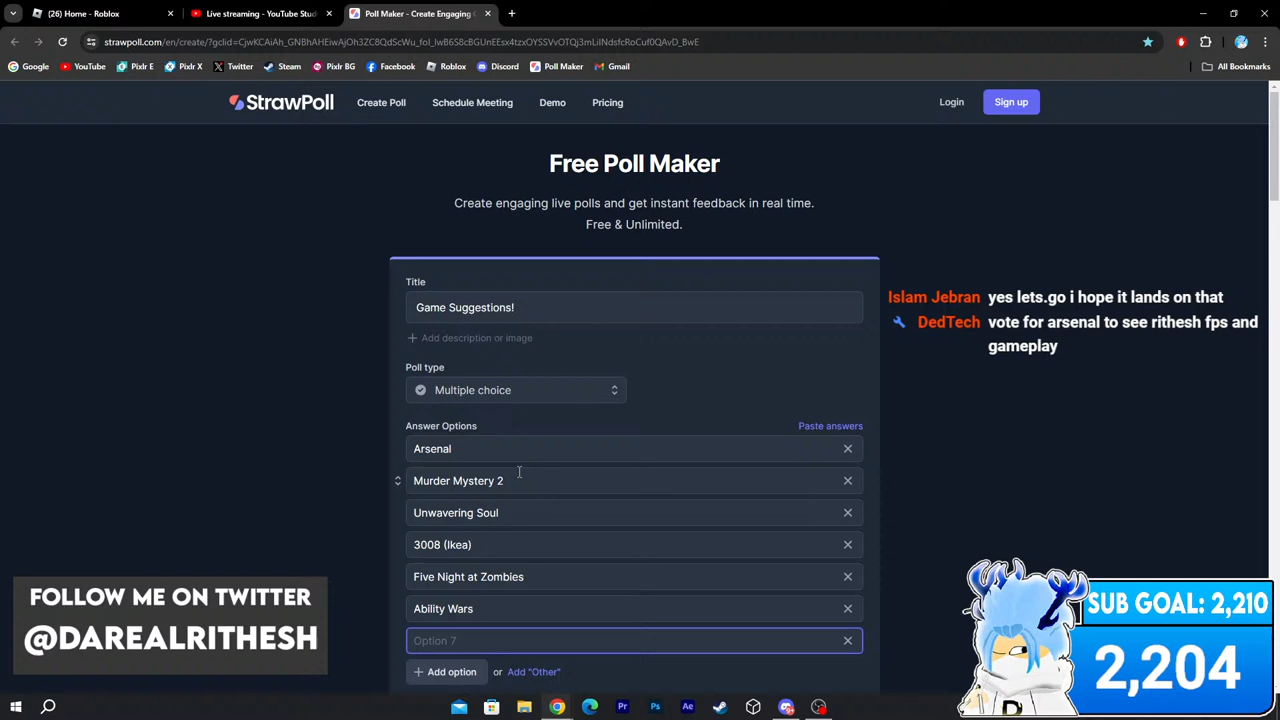 (26) Home - Roblox
Live streaming - YouTube Stud
Poll Maker - Create Engaging
strawpoll.com/en/create/?gclid=CjwKCAiAh_GNBhAHEiwAjOh3ZC8QdScWu_foI_lwB6S8cBGUnEEsx4tzxOYSSVvOTQj3mLiINdsfcRoCuf0QAvD_BwE
Google
YouTube
Pixlr E
Pixlr X
Twitter
Steam
Pixlr BG
Facebook
Roblox
Discord
Poll Maker
Gmail
All Bookmarks
StrawPoll
Create Poll
Schedule Meeting
Demo
Pricing
Login
Sign up
Free Poll Maker
Create engaging live polls and get instant feedback in real time.
Free & Unlimited.
Title
Game Suggestions!
Add description or image
Poll type
Multiple choice
Answer Options
Paste answers
Arsenal
Murder Mystery 2
Unwavering Soul
3008 (Ikea)
Five Night at Zombies
Ability Wars
Option 7
Add option or Add "Other"
Islam Jebran yes lets.go i hope it lands on that
DedTech vote for arsenal to see rithesh fps and
gameplay
FOLLOW ME ON TWITTER
@DAREALRITHESH
SUB GOAL: 2,210
2,204